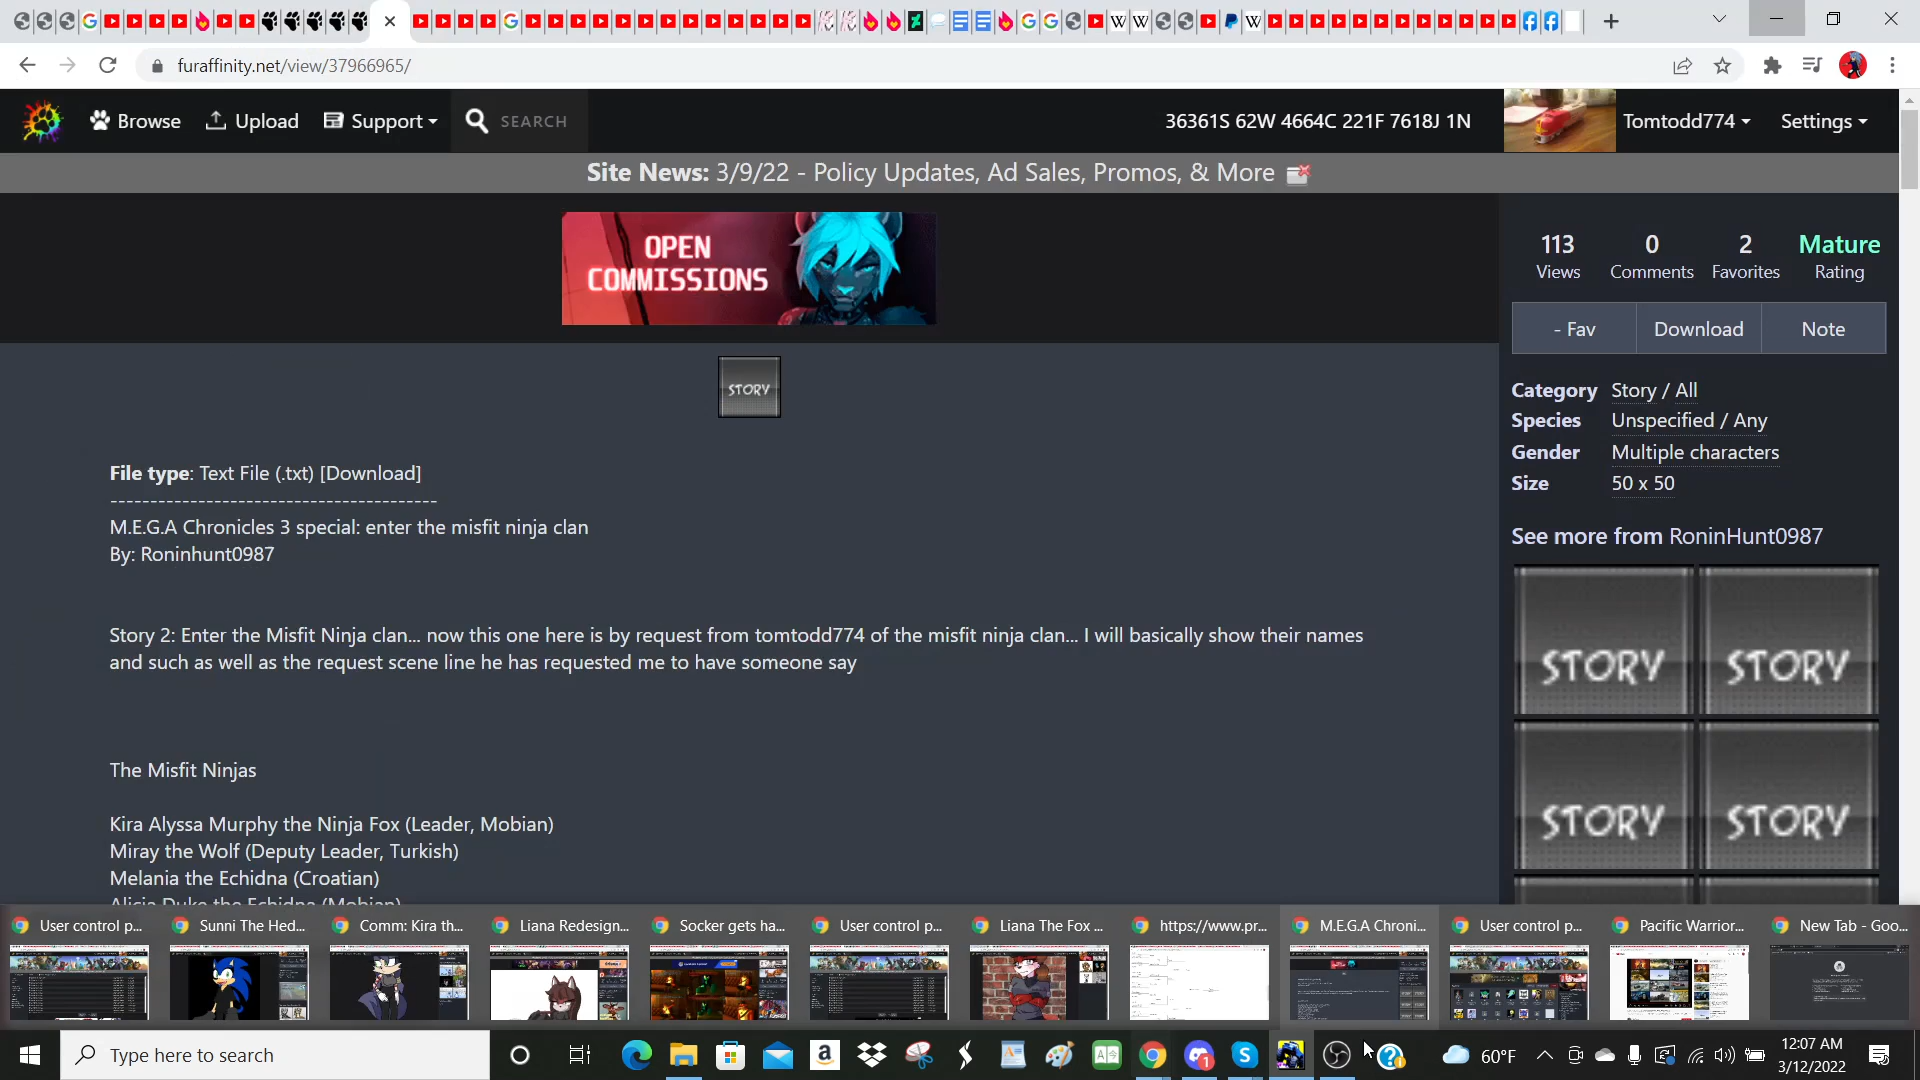 furaffinity.net/view/37966965/
Browse
Upload
Support
SEARCH
36361S 62W 4664C 221F 7618J 1N
Tomtodd774
Settings
Site News: 3/9/22 - Policy Updates, Ad Sales, Promos, & More
OPEN
COMMISSIONS
113
0
2
Mature
Views
Comments
Favorites
Rating
- Fav
Download
Note
STORY
Category Story / All
Species Unspecified / Any
Gender Multiple characters
Size 50 x 50
File type: Text File (.txt) [Download]
-----------------------------------------
M.E.G.A Chronicles 3 special: enter the misfit ninja clan
By: Roninhunt0987
See more from RoninHunt0987
Story 2: Enter the Misfit Ninja clan... now this one here is by request from tomtodd774 of the misfit ninja clan... I will basically show their names
and such as well as the request scene line he has requested me to have someone say
STORY
STORY
The Misfit Ninjas
Kira Alyssa Murphy the Ninja Fox (Leader, Mobian)
STORY
STORY
Miray the Wolf (Deputy Leader, Turkish)
Melania the Echidna (Croatian)
Alicia Duke the Echidna (Mobian)
User control p...
Sunni The Hed...
Comm: Kira th...
Liana Redesign...
Socker gets ha...
User control p...
Liana The Fox ...
https://www.pr...
M.E.G.A Chroni...
User control p...
Pacific Warrior...
New Tab - Goo...
Type here to search
1
60°F
12:07 AM
3/12/2022